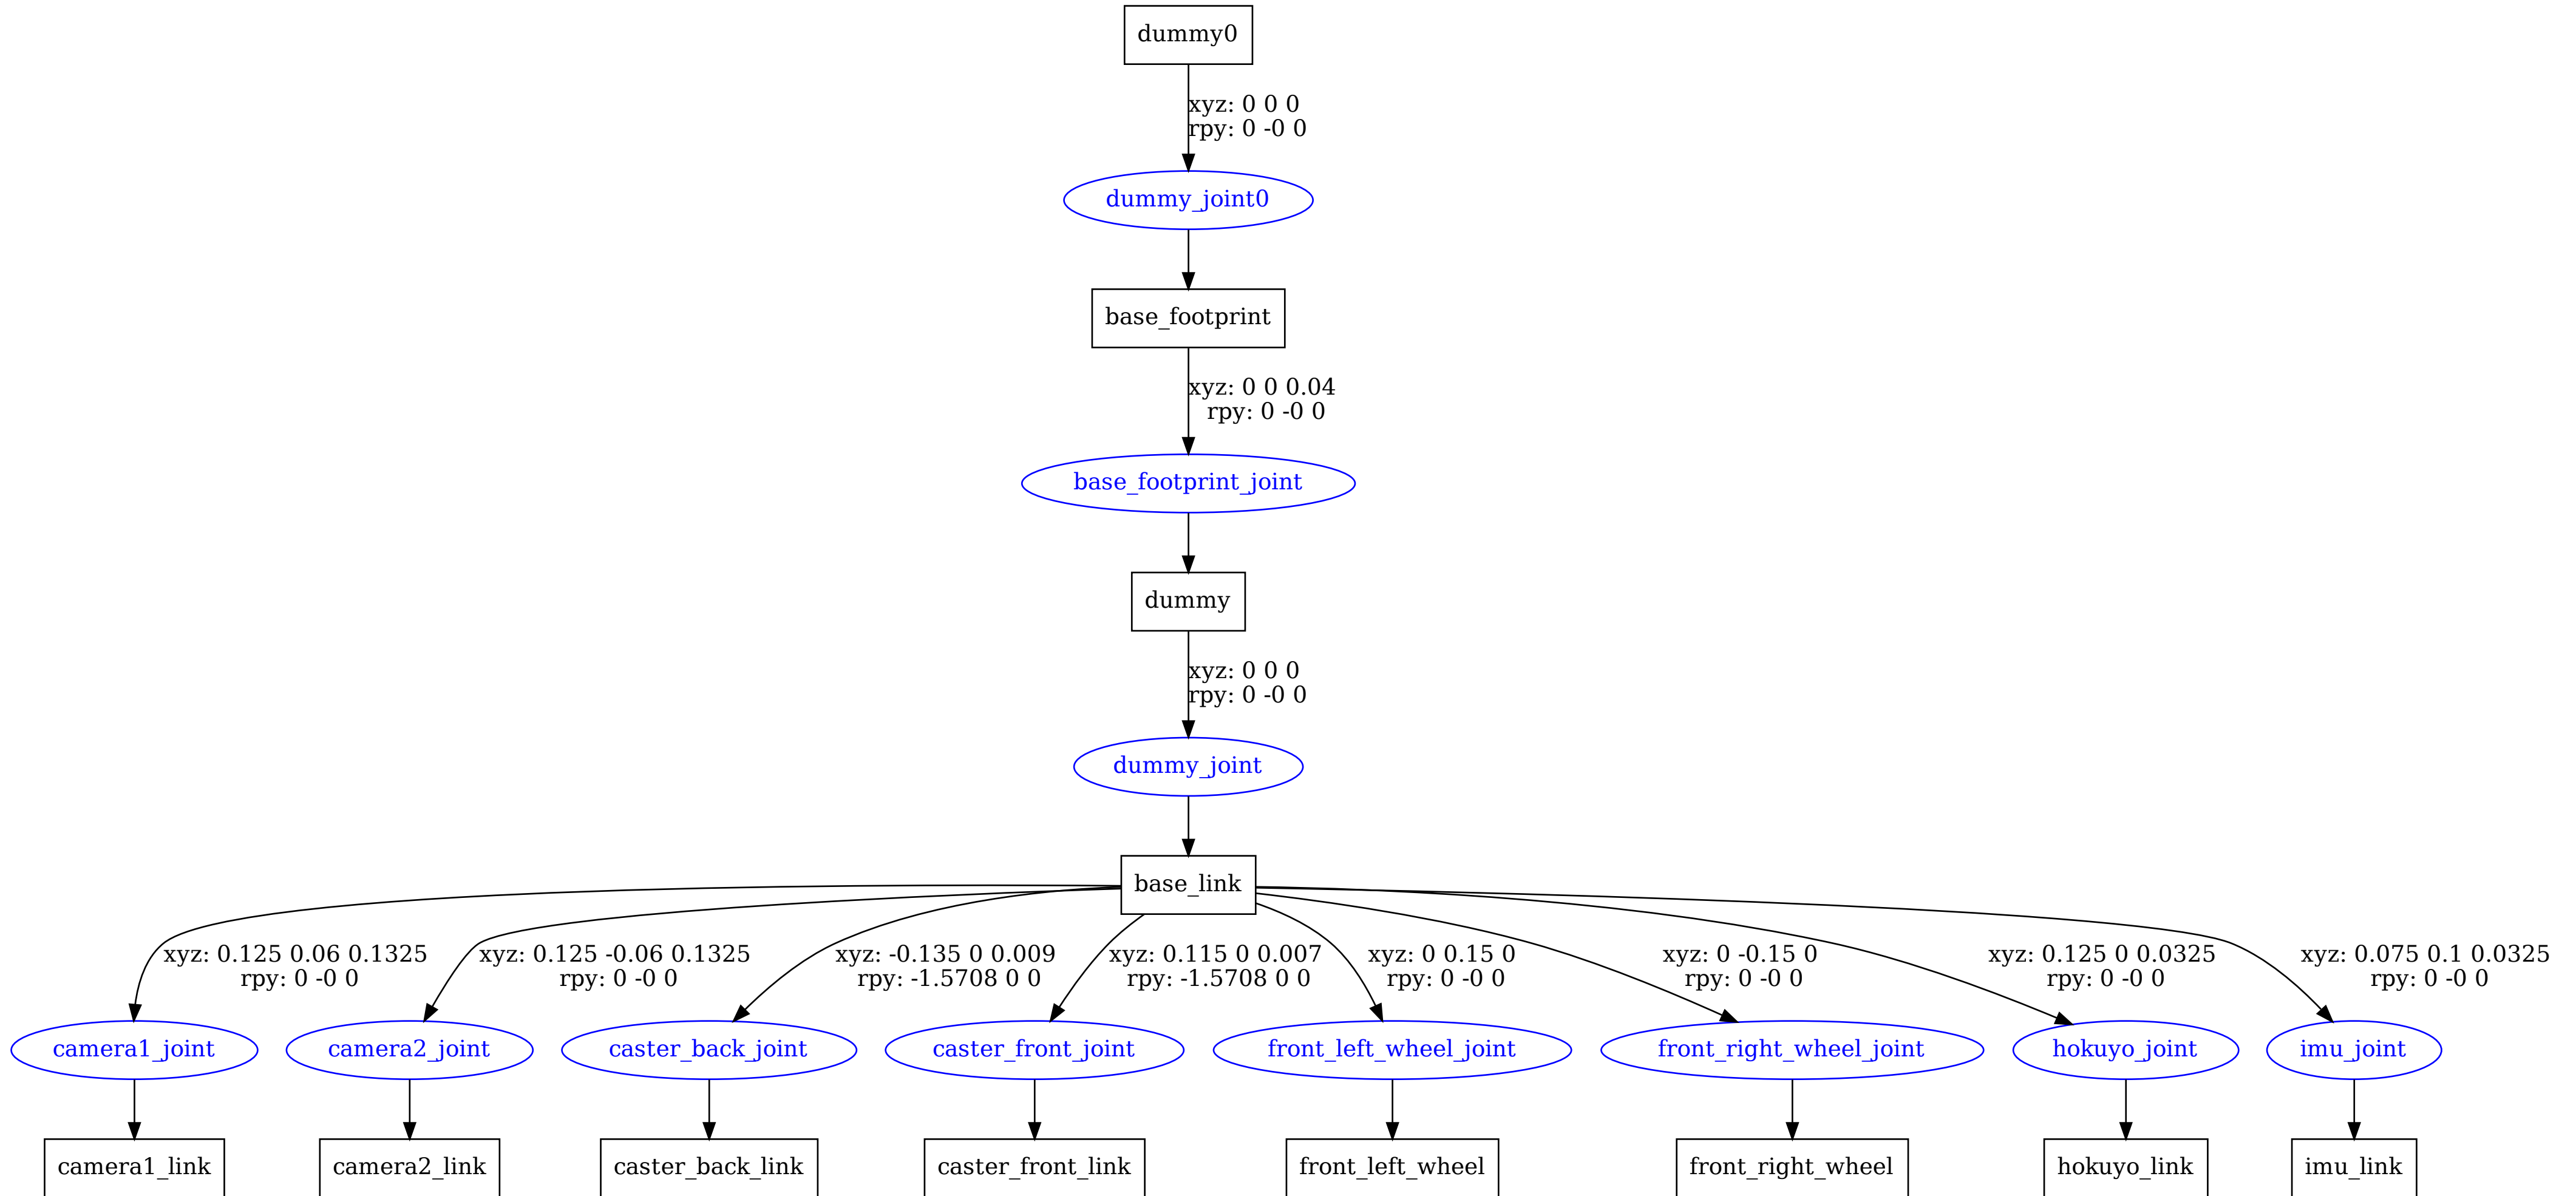 dummy0
xyz: 0 0 0
rpy: 0 -0 0
dummy_joint0
base_footprint
xyz: 0 0 0.04
rpy: 0 -0 0
base_footprint_joint
dummy
xyz: 0 0 0
rpy: 0 -0 0
dummy_joint
base_link
xyz: 0.125 0.06 0.1325
rpy: 0 -0 0
xyz: 0.125 -0.06 0.1325
rpy: 0 -0 0
xyz: -0.135 0 0.009
rpy: -1.5708 0 0
xyz: 0.115 0 0.007
rpy: -1.5708 0 0
xyz: 0 0.15 0
rpy: 0 -0 0
xyz: 0 -0.15 0
rpy: 0 -0 0
xyz: 0.125 0 0.0325
rpy: 0 -0 0
xyz: 0.075 0.1 0.0325
rpy: 0 -0 0
camera1_joint
camera2_joint
caster_back_joint
caster_front_joint
front_left_wheel_joint
front_right_wheel_joint
hokuyo_joint
imu_joint
camera1_link
camera2_link
caster_back_link
caster_front_link
front_left_wheel
front_right_wheel
hokuyo_link
imu_link